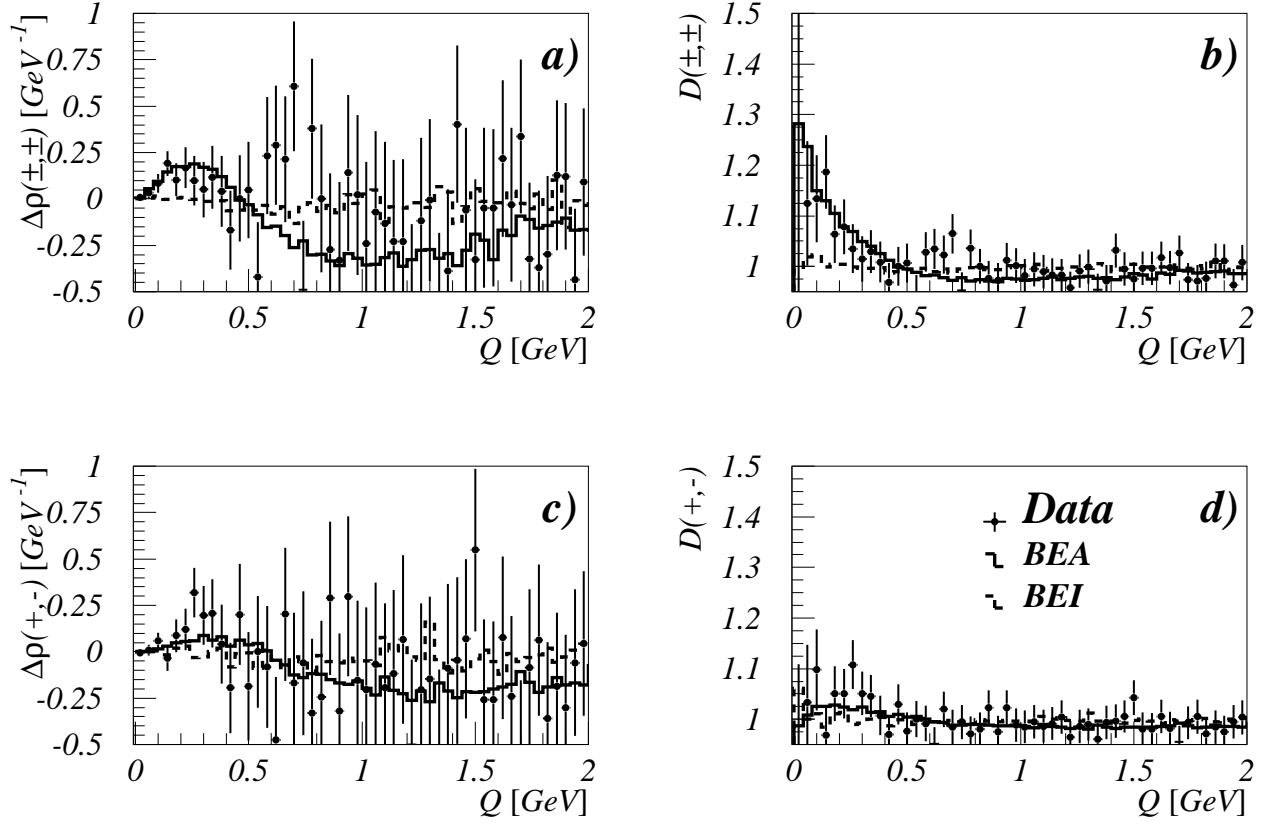 Δρ(±,±) [GeV⁻¹]
1
0.75
0.5
0.25
0
-0.25
-0.5
a)
0 0.5 1 1.5 2
Q [GeV]
D(±,±)
1.5
1.4
1.3
1.2
1.1
1
b)
0 0.5 1 1.5 2
Q [GeV]
Δρ(+,-) [GeV⁻¹]
1
0.75
0.5
0.25
0
-0.25
-0.5
c)
0 0.5 1 1.5 2
Q [GeV]
D(+,-)
1.5
1.4
1.3
1.2
1.1
1
d)
Data
BEA
BEI
0 0.5 1 1.5 2
Q [GeV]